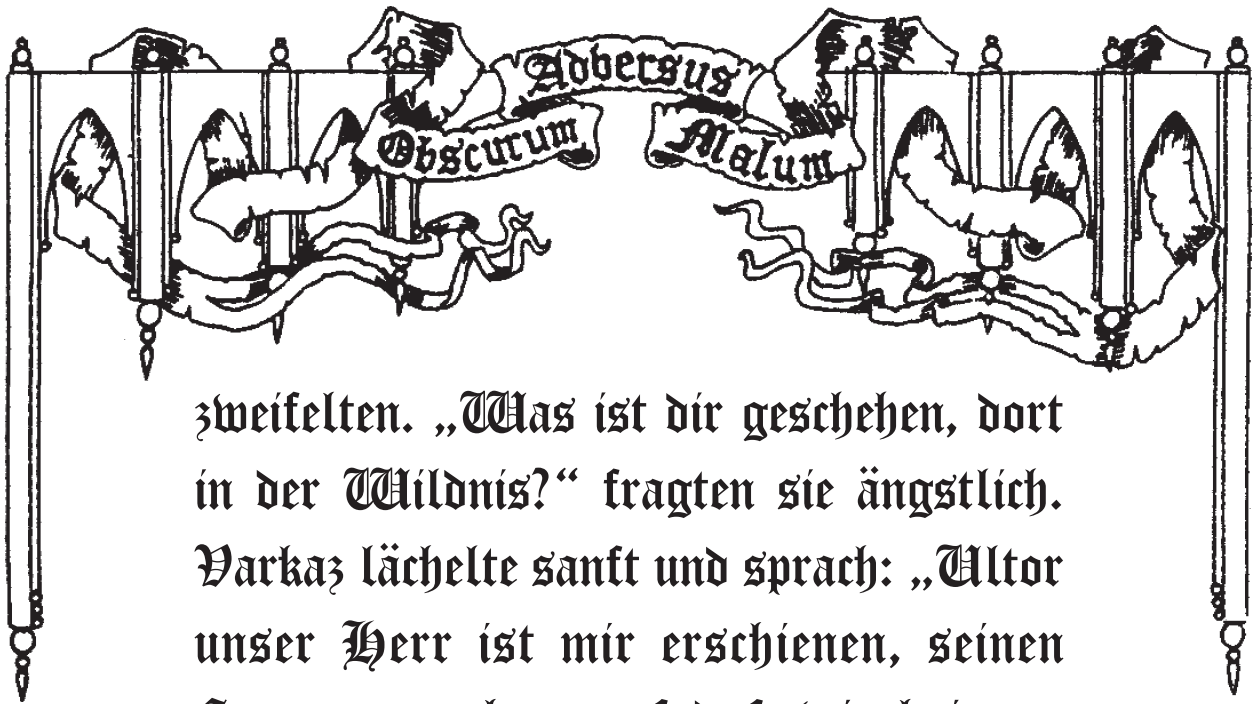 Adversus
Obscurum Malum
zweifelten. „Was ist dir geschehen, dort
in der Wildnis?“ fragten sie ängstlich.
Varkaz lächelte sanft und sprach: „Ultor
unser Herr ist mir erschienen, seinen